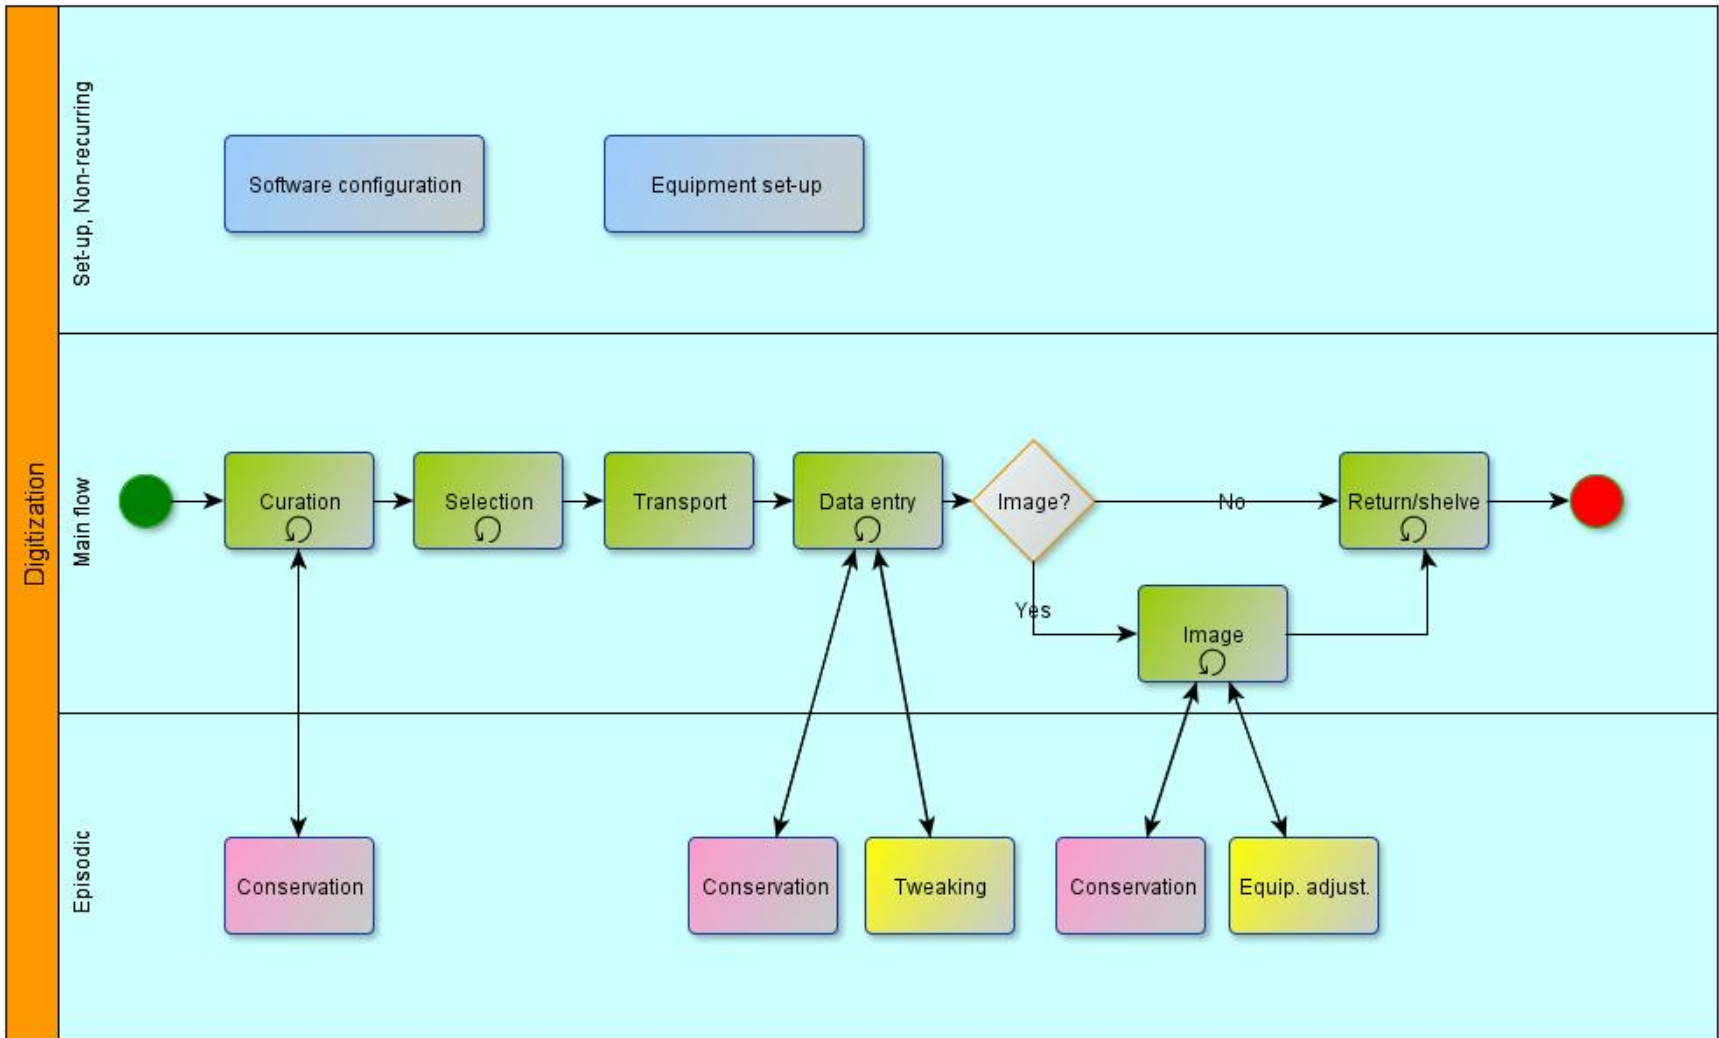 Digitization
Set-up, Non-recurring
Software configuration
Equipment set-up
Main flow
Curation
Selection
Transport
Data entry
Image?
No
Return/shelve
Yes
Image
Episodic
Conservation
Conservation
Tweaking
Conservation
Equip. adjust.